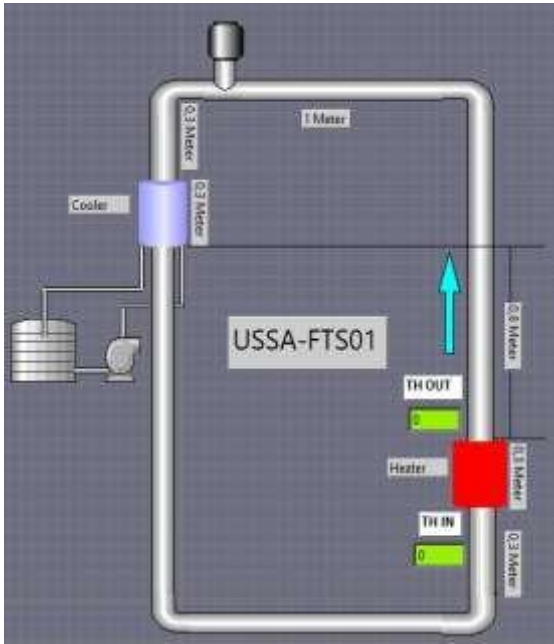 0,3 Meter
1 Meter
Cooler
0,3 Meter
0,8 Meter
USSA-FTS01
TH OUT
0
Heater
0,3 Meter
TH IN
0
0,3 Meter